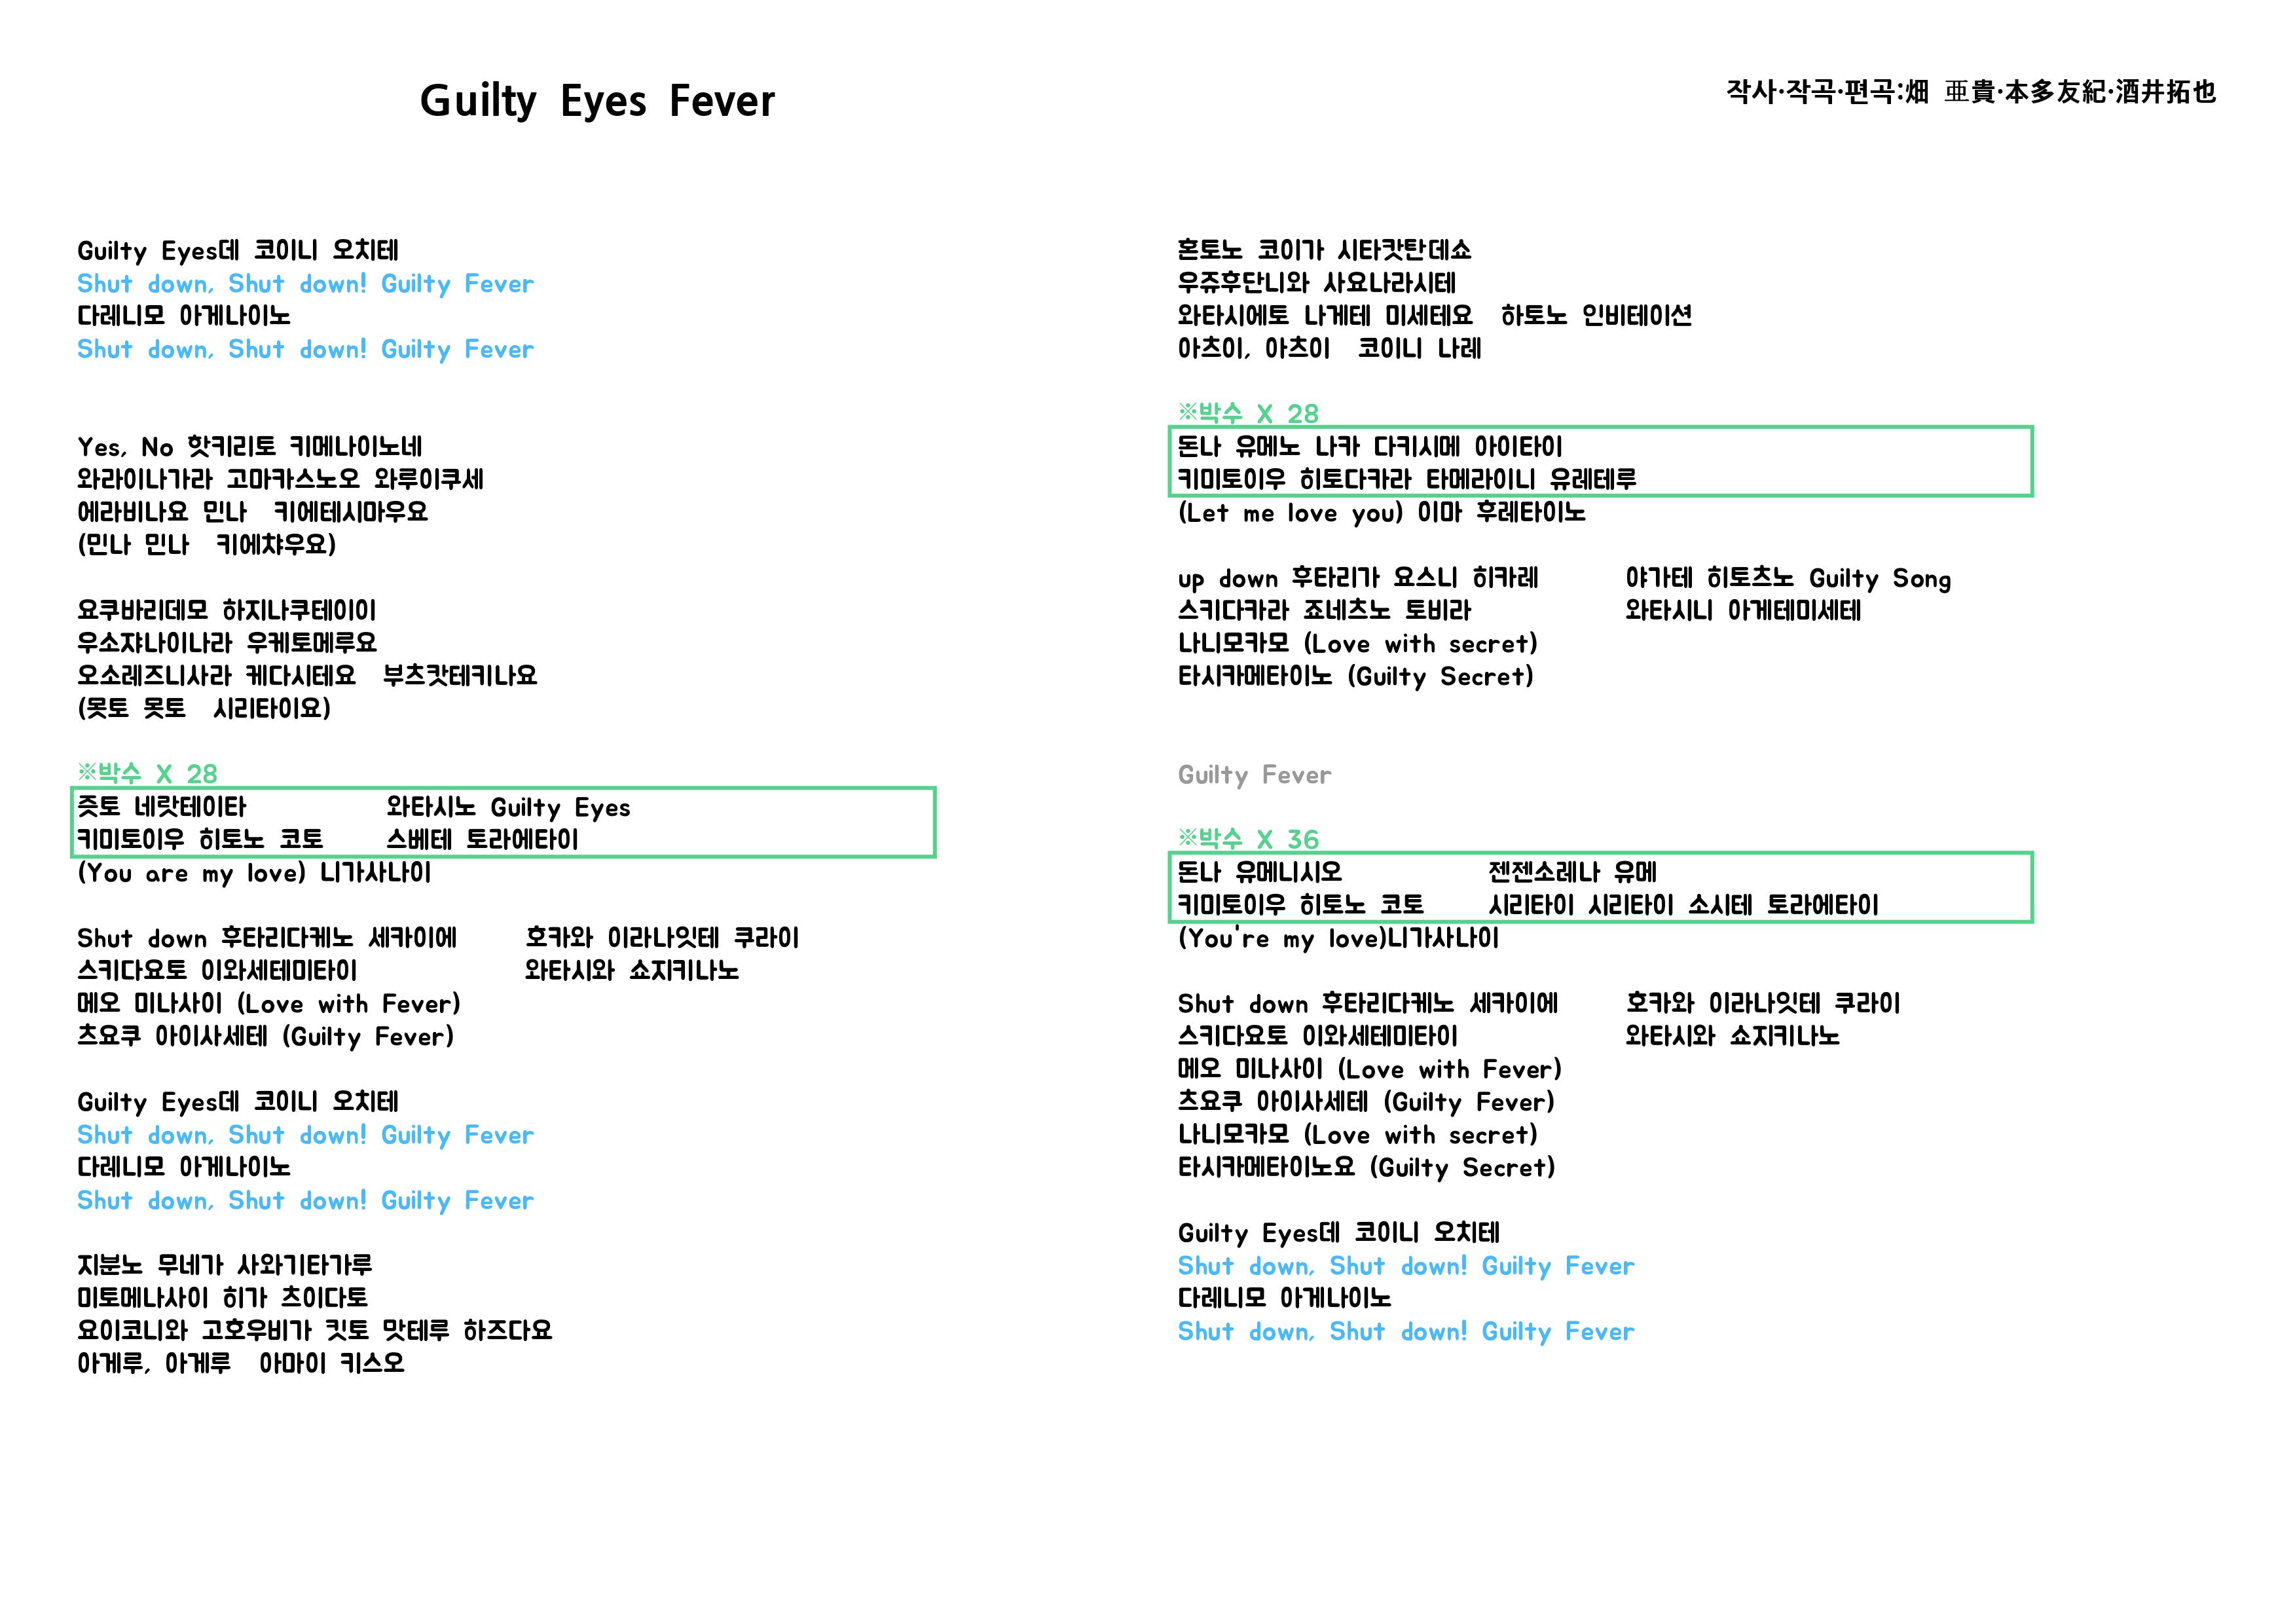 Guilty Eyes Fever
작사·작곡·편곡:畑 亜貴·本多友紀·酒井拓也
Guilty Eyes데 코이니 오치테
Shut down, Shut down! Guilty Fever
다레니모 아게나이노
Shut down, Shut down! Guilty Fever
Yes, No 핫키리토 키메나이노네
와라이나가라 고마카스노오 와루이쿠세
에라비나요 민나 키에테시마우요
(민나 민나 키에챠우요)
요쿠바리데모 하지나쿠테이이
우소쟈나이나라 우케토메루요
오소레즈니사라 케다시테요 부츠캇테키나요
(못토 못토 시리타이요)
※박수 X 28
즛토 네랏테이타 와타시노 Guilty Eyes
키미토이우 히토노 코토 스베테 토라에타이
(You are my love) 니가사나이
Shut down 후타리다케노 세카이에 호카와 이라나잇테 쿠라이
스키다요토 이와세테미타이 와타시와 쇼지키나노
메오 미나사이 (Love with Fever)
츠요쿠 아이사세테 (Guilty Fever)
Guilty Eyes데 코이니 오치테
Shut down, Shut down! Guilty Fever
다레니모 아게나이노
Shut down, Shut down! Guilty Fever
지분노 무네가 사와기타가루
미토메나사이 히가 츠이다토
요이코니와 고호우비가 킷토 맛테루 하즈다요
아게루, 아게루 아마이 키스오
혼토노 코이가 시타캇탄데쇼
우쥬후단니와 사요나라시테
와타시에토 나게테 미세테요 하토노 인비테이션
아츠이, 아츠이 코이니 나레
※박수 X 28
돈나 유메노 나카 다키시메 아이타이
키미토이우 히토다카라 타메라이니 유레테루
(Let me love you) 이마 후레타이노
up down 후타리가 요스니 히카레 야가테 히토츠노 Guilty Song
스키다카라 죠네츠노 토비라 와타시니 아게테미세테
나니모카모 (Love with secret)
타시카메타이노 (Guilty Secret)
Guilty Fever
※박수 X 36
돈나 유메니시오 젠젠소레나 유메
키미토이우 히토노 코토 시리타이 시리타이 소시테 토라에타이
(You're my love)니가사나이
Shut down 후타리다케노 세카이에 호카와 이라나잇테 쿠라이
스키다요토 이와세테미타이 와타시와 쇼지키나노
메오 미나사이 (Love with Fever)
츠요쿠 아이사세테 (Guilty Fever)
나니모카모 (Love with secret)
타시카메타이노요 (Guilty Secret)
Guilty Eyes데 코이니 오치테
Shut down, Shut down! Guilty Fever
다레니모 아게나이노
Shut down, Shut down! Guilty Fever